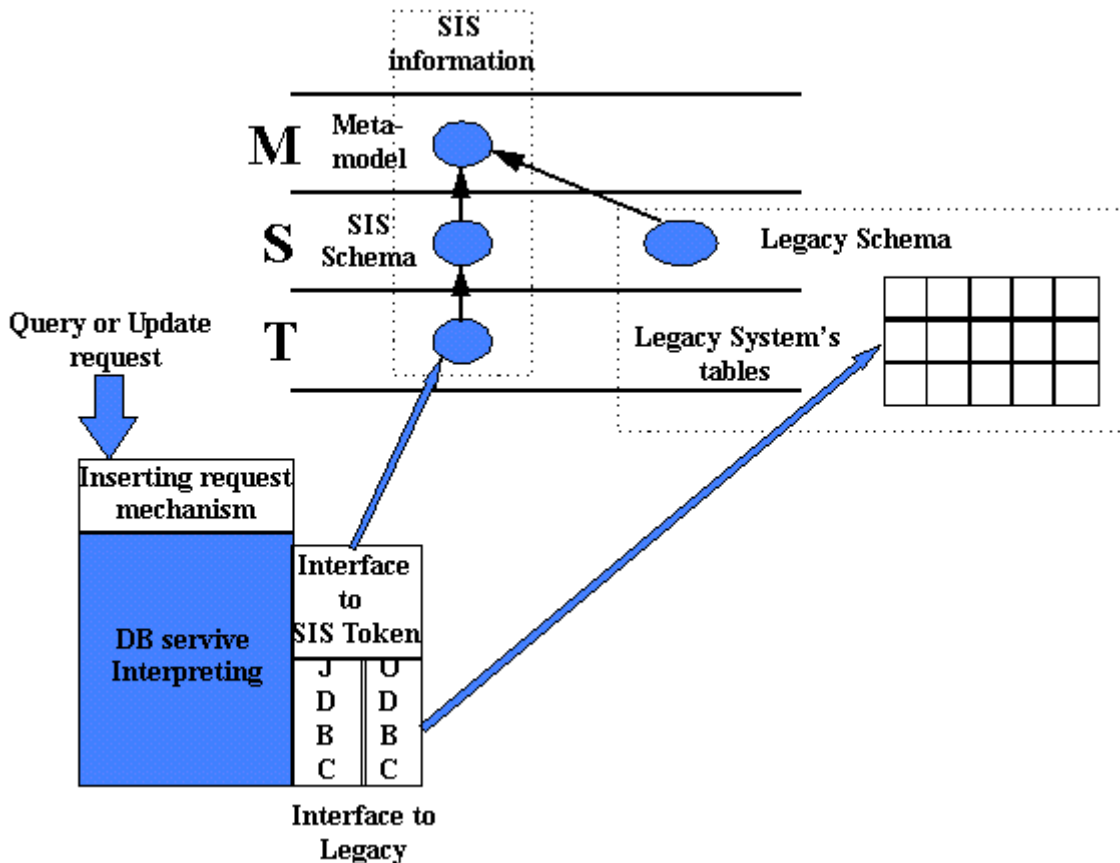 SIS
information
M
Meta-
model
S
SIS
Schema
Legacy Schema
T
Legacy System's
tables
Query or Update
request
Inserting request
mechanism
DB servive
Interpreting
Interface
to
SIS Token
J
D
B
C
O
D
B
C
Interface to
Legacy